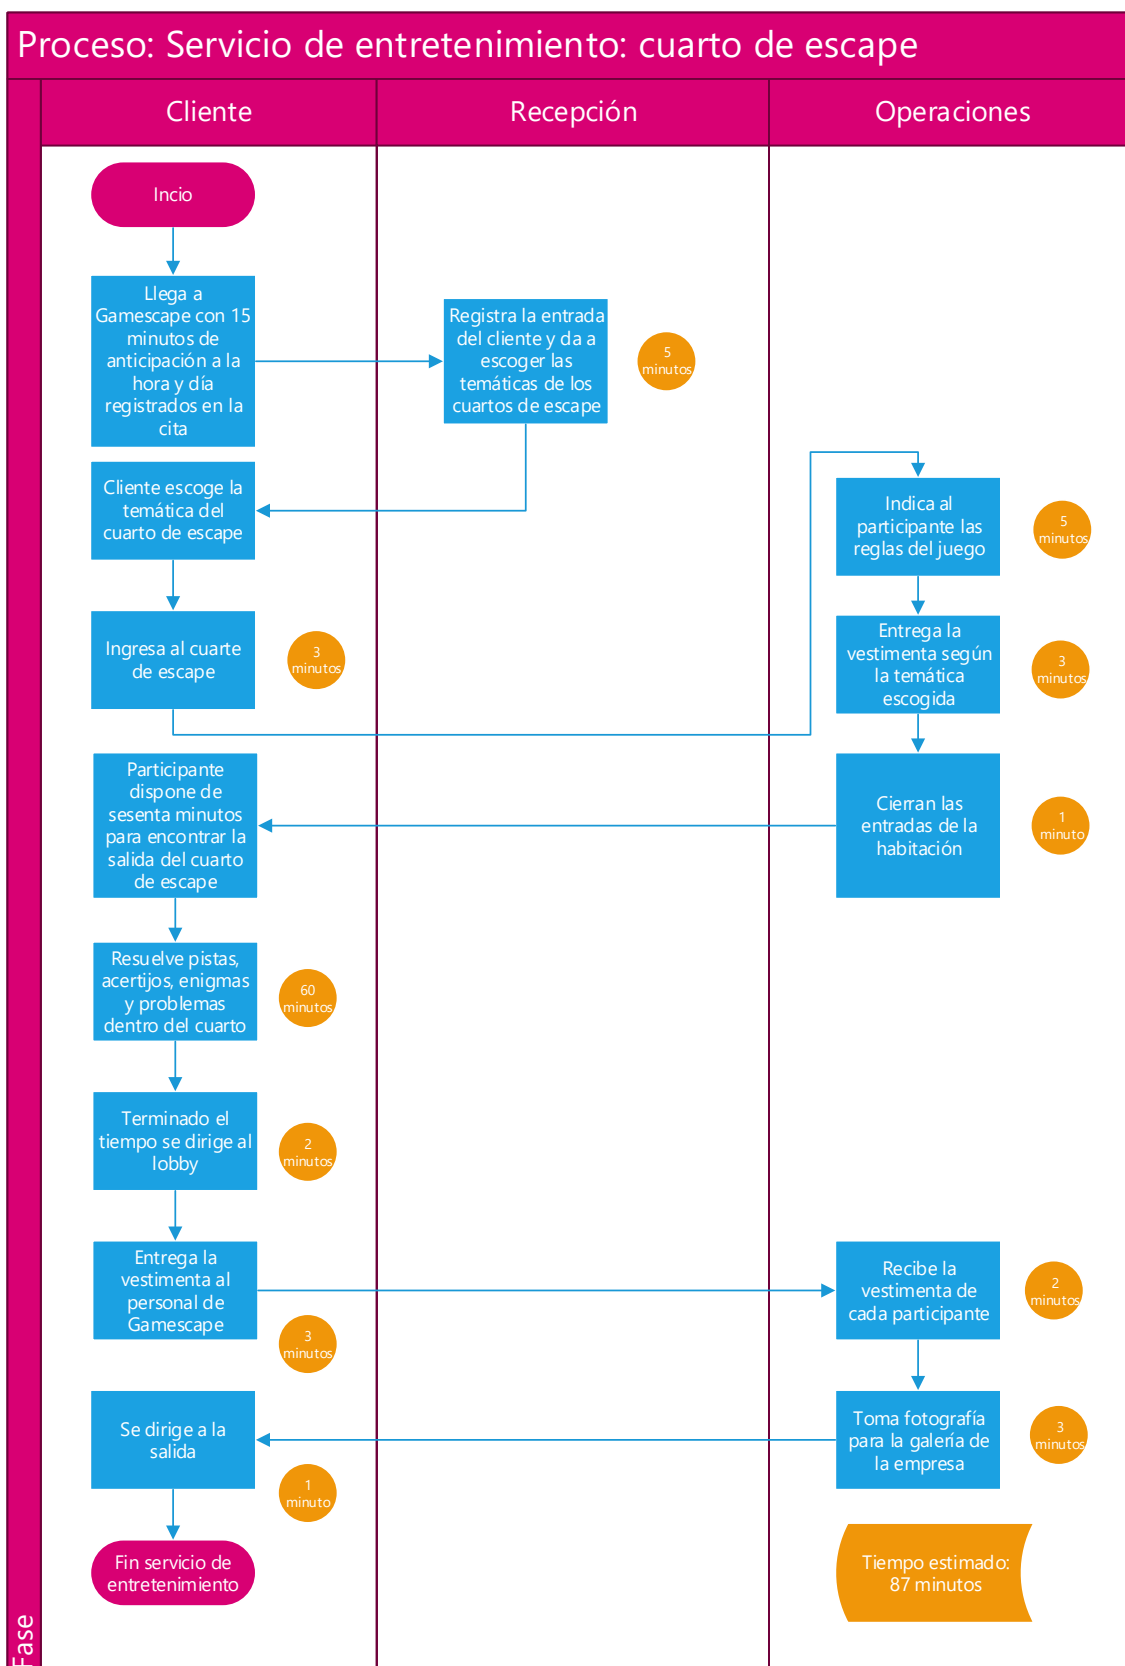 Proceso: Servicio de entretenimiento: cuarto de escape
Cliente
Recepción
Operaciones
Incio
Llega a
Gamescape con 15
minutos de
anticipación a la
hora y día
registrados en la
cita
Registra la entrada
del cliente y da a
escoger las
temáticas de los
cuartos de escape
5
minutos
Cliente escoge la
temática del
cuarto de escape
Indica al
participante las
reglas del juego
5
minutos
Ingresa al cuarte
de escape
3
minutos
Entrega la
vestimenta según
la temática
escogida
3
minutos
Participante
dispone de
sesenta minutos
para encontrar la
salida del cuarto
de escape
Cierran las
entradas de la
habitación
1
minuto
Resuelve pistas,
acertijos, enigmas
y problemas
dentro del cuarto
60
minutos
Terminado el
tiempo se dirige al
lobby
2
minutos
Entrega la
vestimenta al
personal de
Gamescape
3
minutos
Recibe la
vestimenta de
cada participante
2
minutos
Se dirige a la
salida
1
minuto
Toma fotografía
para la galería de
la empresa
3
minutos
Fin servicio de
entretenimiento
Tiempo estimado:
87 minutos
Fase